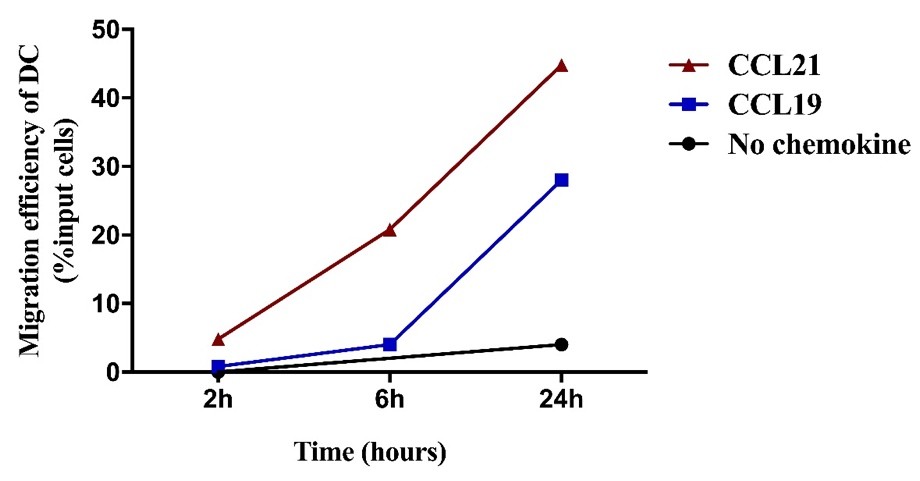 Migration efficiency of DC
(%input cells)
50
40
30
20
10
0
2h
6h
24h
Time (hours)
CCL21
CCL19
No chemokine